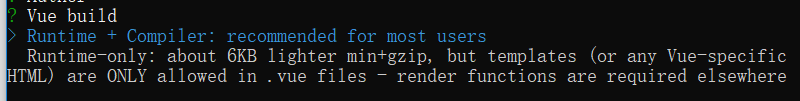 ? Vue build
> Runtime + Compiler: recommended for most users
Runtime-only: about 6KB lighter min+gzip, but templates (or any Vue-specific
HTML) are ONLY allowed in .vue files - render functions are required elsewhere